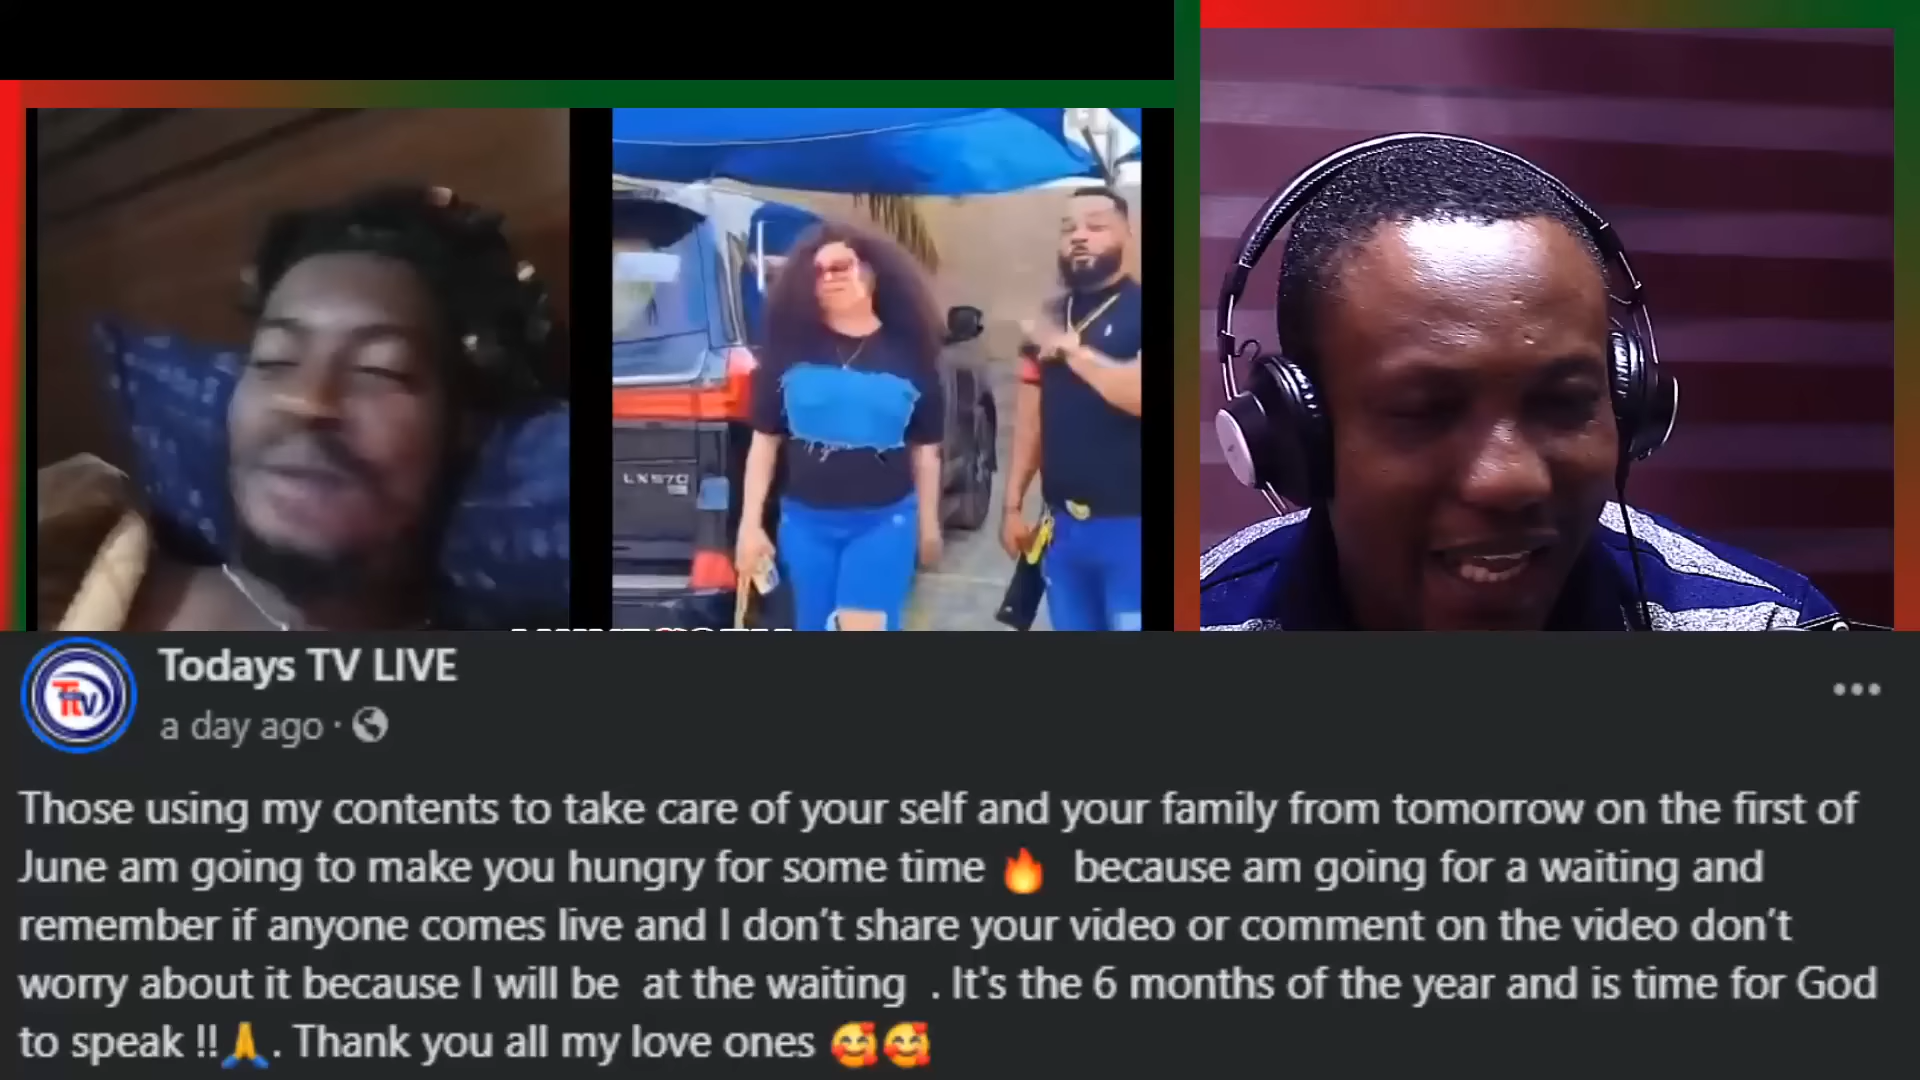 LX570
TTV
Todays TV LIVE
a day ago ·
Those using my contents to take care of your self and your family from tomorrow on the first of
June am going to make you hungry for some time 🔥 because am going for a waiting and
remember if anyone comes live and I don’t share your video or comment on the video don’t
worry about it because I will be at the waiting . It's the 6 months of the year and is time for God
to speak !!🙏. Thank you all my love ones 🥰🥰